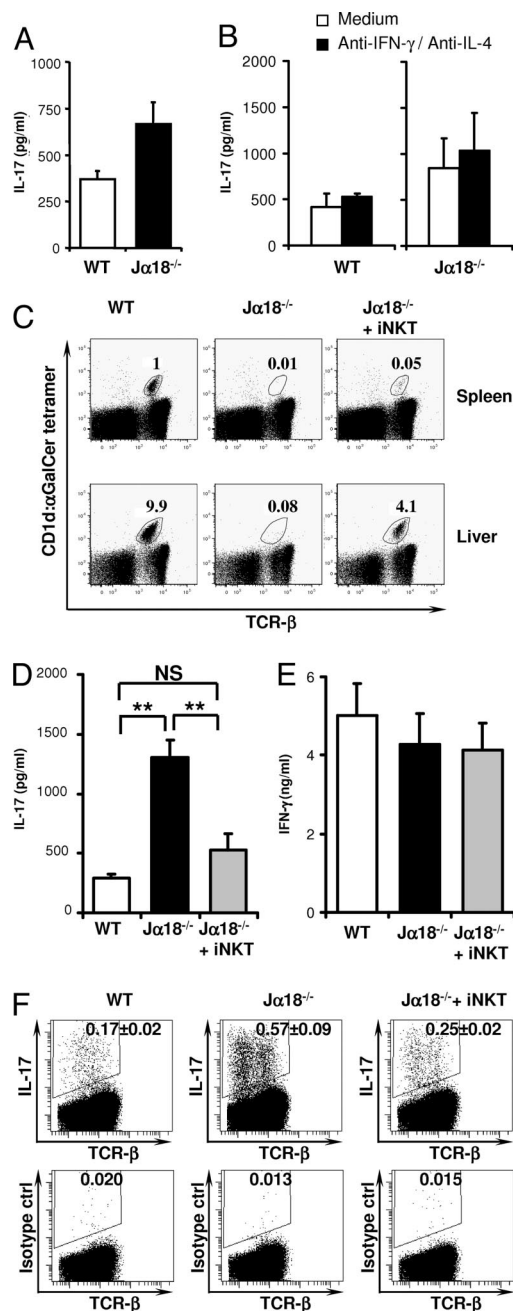 A
B
Medium
Anti-IFN-γ / Anti-IL-4
IL-17 (pg/ml)
1000
750
500
250
0
WT Jα18-/-
IL-17 (pg/ml)
2000
1500
1000
500
0
WT Jα18-/-
C
WT Jα18-/- Jα18-/-
+ iNKT
CD1d:αGalCer tetramer
1 0.01 0.05
Spleen
9.9 0.08 4.1
Liver
TCR-β
D
NS
** **
IL-17 (pg/ml)
2000
1500
1000
500
0
WT Jα18-/- Jα18-/-
+ iNKT
E
IFN-γ (ng/ml)
6
4
2
0
WT Jα18-/- Jα18-/-
+ iNKT
F
WT Jα18-/- Jα18-/- + iNKT
0.17±0.02 0.57±0.09 0.25±0.02
IL-17 IL-17 IL-17
TCR-β TCR-β TCR-β
0.020 0.013 0.015
Isotype ctrl Isotype ctrl Isotype ctrl
TCR-β TCR-β TCR-β